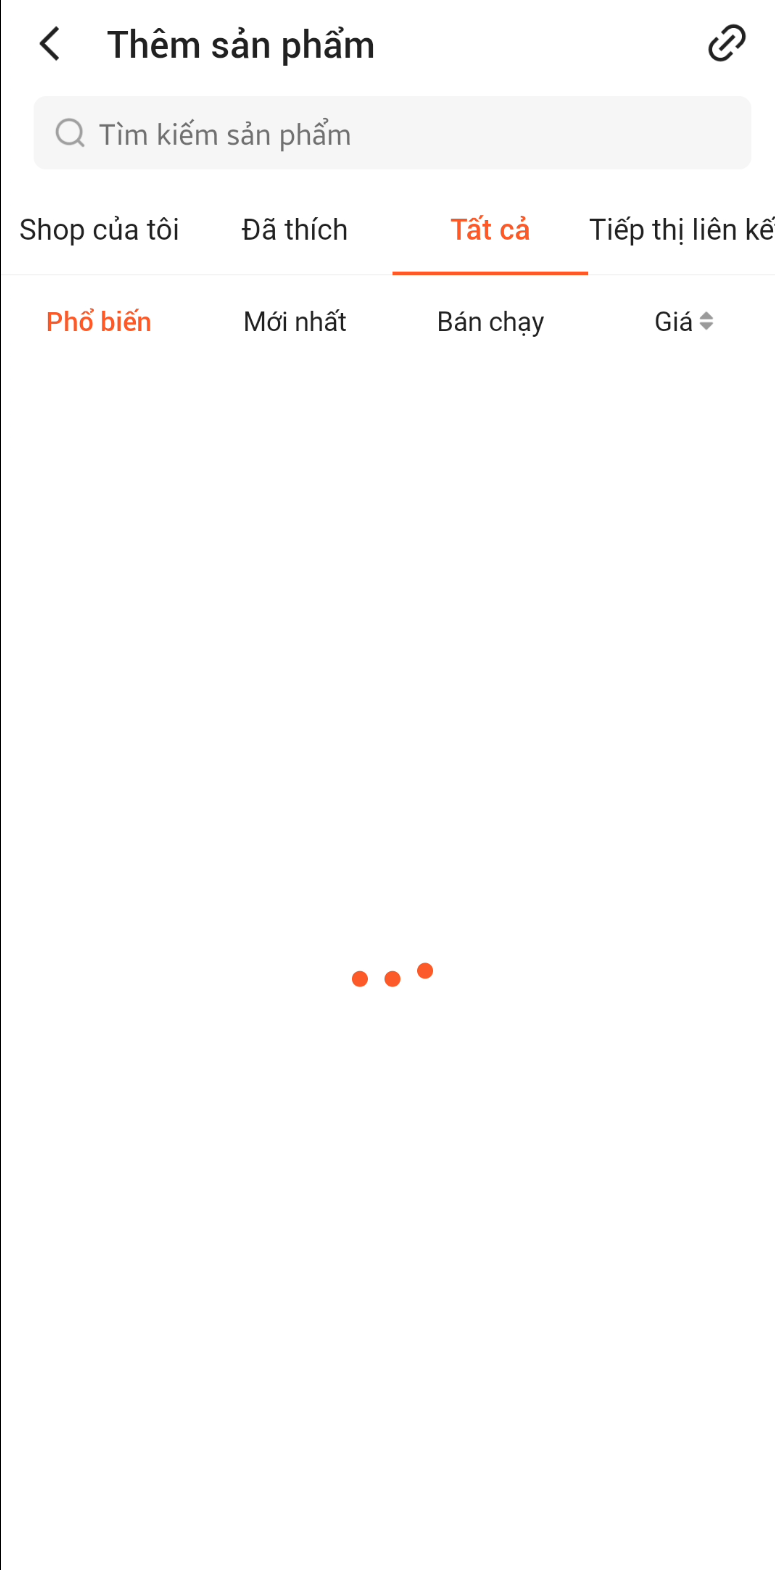 Thêm sản phẩm
Tìm kiếm sản phẩm
Shop của tôi Đã thích Tất cả Tiếp thị liên kế
Phổ biến Mới nhất Bán chạy Giá